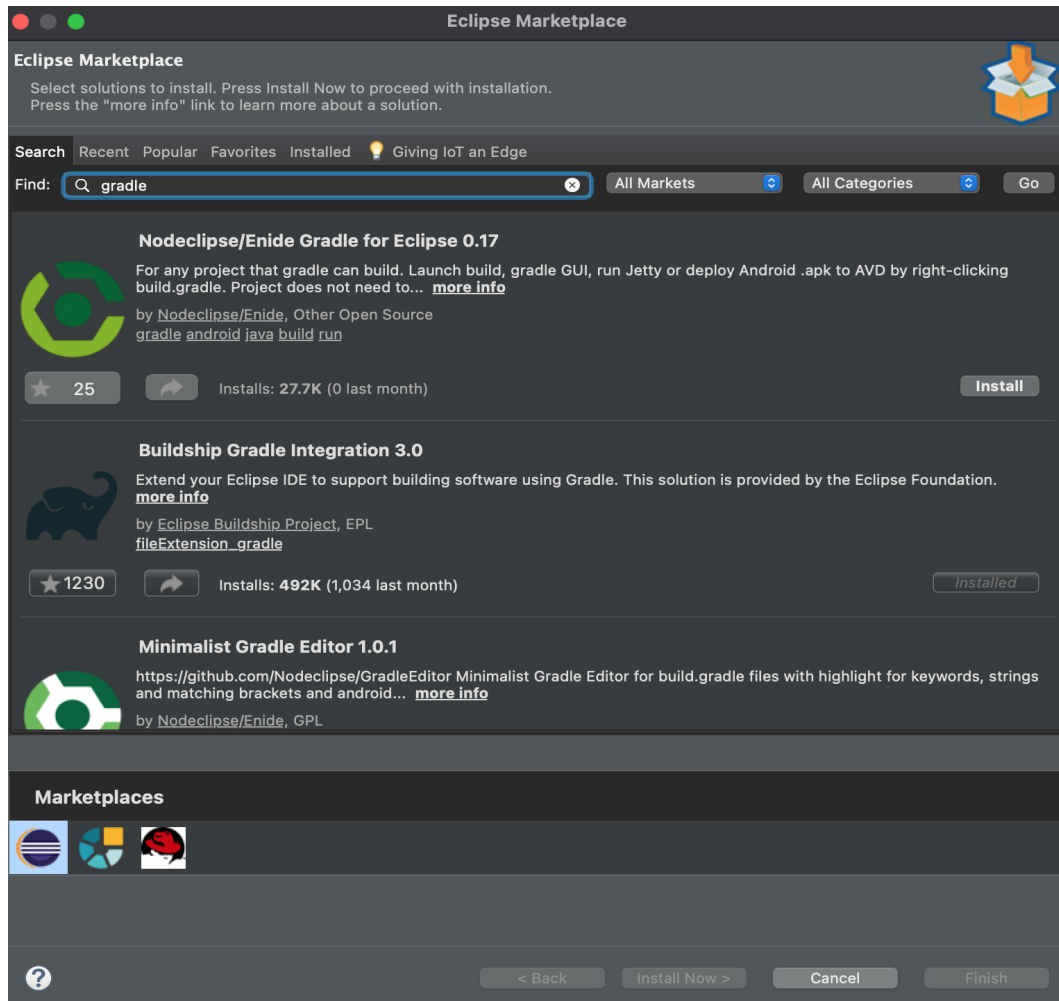 Eclipse Marketplace
Eclipse Marketplace
Select solutions to install. Press Install Now to proceed with installation.
Press the "more info" link to learn more about a solution.
Search Recent Popular Favorites Installed Giving IoT an Edge
Find: gradle All Markets All Categories Go
Nodeclipse/Enide Gradle for Eclipse 0.17
For any project that gradle can build. Launch build, gradle GUI, run Jetty or deploy Android .apk to AVD by right-clicking
build.gradle. Project does not need to... more info
by Nodeclipse/Enide, Other Open Source
gradle android java build run
25 Installs: 27.7K (0 last month) Install
Buildship Gradle Integration 3.0
Extend your Eclipse IDE to support building software using Gradle. This solution is provided by the Eclipse Foundation.
more info
by Eclipse Buildship Project, EPL
fileExtension_gradle
1230 Installs: 492K (1,034 last month) Installed
Minimalist Gradle Editor 1.0.1
https://github.com/Nodeclipse/GradleEditor Minimalist Gradle Editor for build.gradle files with highlight for keywords, strings
and matching brackets and android... more info
by Nodeclipse/Enide, GPL
Marketplaces
? < Back Install Now > Cancel Finish